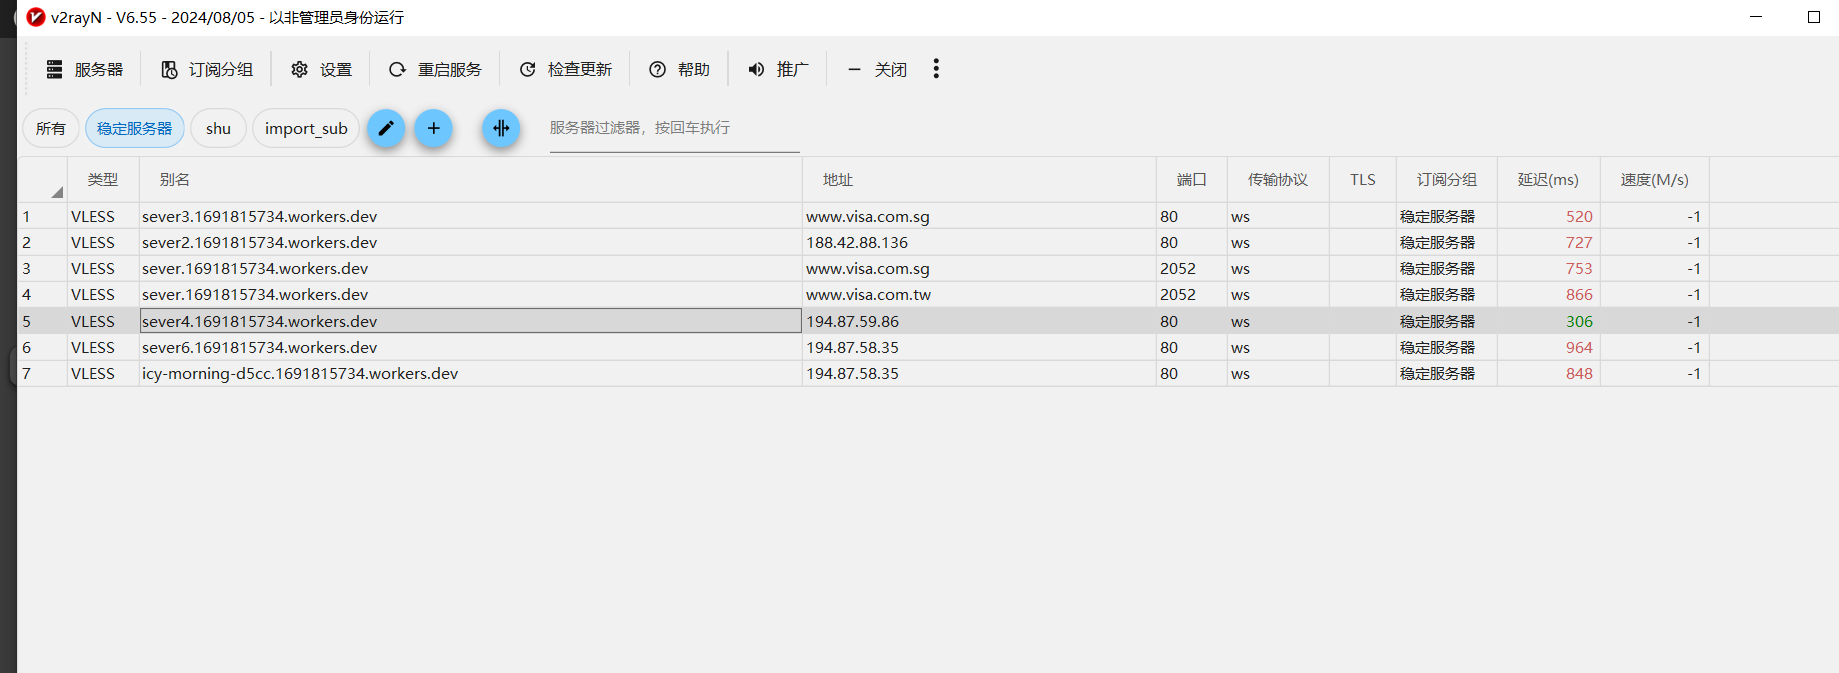 v2rayN - V6.55 - 2024/08/05 - 以非管理员身份运行
服务器 订阅分组 设置 重启服务 检查更新 帮助 推广 关闭
所有 稳定服务器 shu import_sub 服务器过滤器，按回车执行
类型 别名 地址 端口 传输协议 TLS 订阅分组 延迟(ms) 速度(M/s)
1 VLESS sever3.1691815734.workers.dev www.visa.com.sg 80 ws 稳定服务器 520 -1
2 VLESS sever2.1691815734.workers.dev 188.42.88.136 80 ws 稳定服务器 727 -1
3 VLESS sever.1691815734.workers.dev www.visa.com.sg 2052 ws 稳定服务器 753 -1
4 VLESS sever.1691815734.workers.dev www.visa.com.tw 2052 ws 稳定服务器 866 -1
5 VLESS sever4.1691815734.workers.dev 194.87.59.86 80 ws 稳定服务器 306 -1
6 VLESS sever6.1691815734.workers.dev 194.87.58.35 80 ws 稳定服务器 964 -1
7 VLESS icy-morning-d5cc.1691815734.workers.dev 194.87.58.35 80 ws 稳定服务器 848 -1